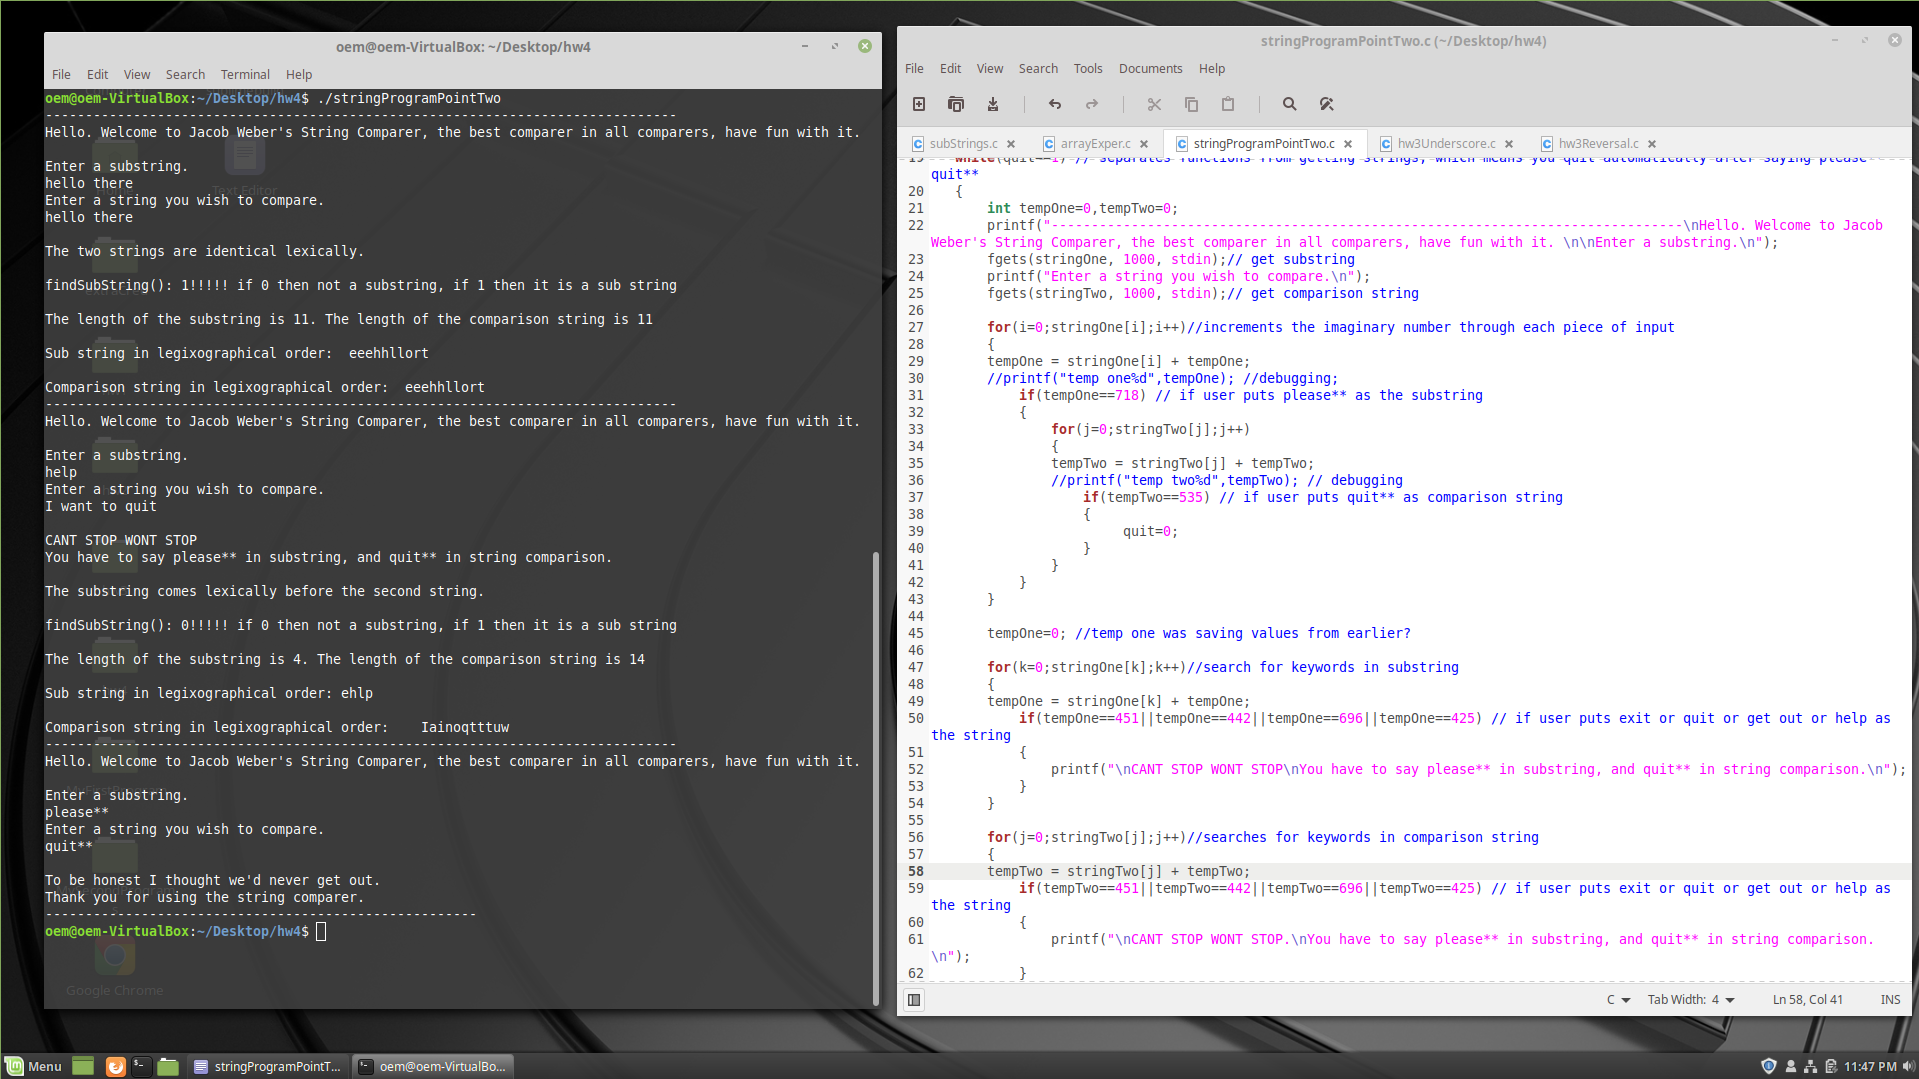 oem@oem-VirtualBox: ~/Desktop/hw4
File Edit View Search Terminal Help
oem@oem-VirtualBox:~/Desktop/hw4$ ./stringProgramPointTwo
-------------------------------------------------------------------------------
Hello. Welcome to Jacob Weber's String Comparer, the best comparer in all comparers, have fun with it.
Enter a substring.
hello there
Enter a string you wish to compare.
hello there
The two strings are identical lexically.
findSubString(): 1!!!!! if 0 then not a substring, if 1 then it is a sub string
The length of the substring is 11. The length of the comparison string is 11
Sub string in legixographical order:  eeehhllort
Comparison string in legixographical order:  eeehhllort
-------------------------------------------------------------------------------
Hello. Welcome to Jacob Weber's String Comparer, the best comparer in all comparers, have fun with it.
Enter a substring.
help
Enter a string you wish to compare.
I want to quit
CANT STOP WONT STOP
You have to say please** in substring, and quit** in string comparison.
The substring comes lexically before the second string.
findSubString(): 0!!!!! if 0 then not a substring, if 1 then it is a sub string
The length of the substring is 4. The length of the comparison string is 14
Sub string in legixographical order: ehlp
Comparison string in legixographical order:    Iainoqtttuw
-------------------------------------------------------------------------------
Hello. Welcome to Jacob Weber's String Comparer, the best comparer in all comparers, have fun with it.
Enter a substring.
please**
Enter a string you wish to compare.
quit**
To be honest I thought we'd never get out.
Thank you for using the string comparer.
------------------------------------------------------
oem@oem-VirtualBox:~/Desktop/hw4$
Text Editor
Google Chrome
stringProgramPointTwo.c (~/Desktop/hw4)
File Edit View Search Tools Documents Help
subStrings.c arrayExper.c stringProgramPointTwo.c hw3Underscore.c hw3Reversal.c
19 while(quit==1) // separates functions from getting strings, which means you quit automatically after saying please
quit**
20 {
21 int tempOne=0,tempTwo=0;
22 printf("-------------------------------------------------------------------------------\nHello. Welcome to Jacob
Weber's String Comparer, the best comparer in all comparers, have fun with it. \n\nEnter a substring.\n");
23 fgets(stringOne, 1000, stdin);// get substring
24 printf("Enter a string you wish to compare.\n");
25 fgets(stringTwo, 1000, stdin);// get comparison string
26
27 for(i=0;stringOne[i];i++)//increments the imaginary number through each piece of input
28 {
29 tempOne = stringOne[i] + tempOne;
30 //printf("temp one%d",tempOne); //debugging;
31 if(tempOne==718) // if user puts please** as the substring
32 {
33 for(j=0;stringTwo[j];j++)
34 {
35 tempTwo = stringTwo[j] + tempTwo;
36 //printf("temp two%d",tempTwo); // debugging
37 if(tempTwo==535) // if user puts quit** as comparison string
38 {
39 quit=0;
40 }
41 }
42 }
43 }
44
45 tempOne=0; //temp one was saving values from earlier?
46
47 for(k=0;stringOne[k];k++)//search for keywords in substring
48 {
49 tempOne = stringOne[k] + tempOne;
50 if(tempOne==451||tempOne==442||tempOne==696||tempOne==425) // if user puts exit or quit or get out or help as
the string
51 {
52 printf("\nCANT STOP WONT STOP\nYou have to say please** in substring, and quit** in string comparison.\n");
53 }
54 }
55
56 for(j=0;stringTwo[j];j++)//searches for keywords in comparison string
57 {
58 tempTwo = stringTwo[j] + tempTwo;
59 if(tempTwo==451||tempTwo==442||tempTwo==696||tempTwo==425) // if user puts exit or quit or get out or help as
the string
60 {
61 printf("\nCANT STOP WONT STOP.\nYou have to say please** in substring, and quit** in string comparison.
\n");
62 }
C Tab Width: 4 Ln 58, Col 41 INS
Menu stringProgramPointT... oem@oem-VirtualBo... 11:47 PM